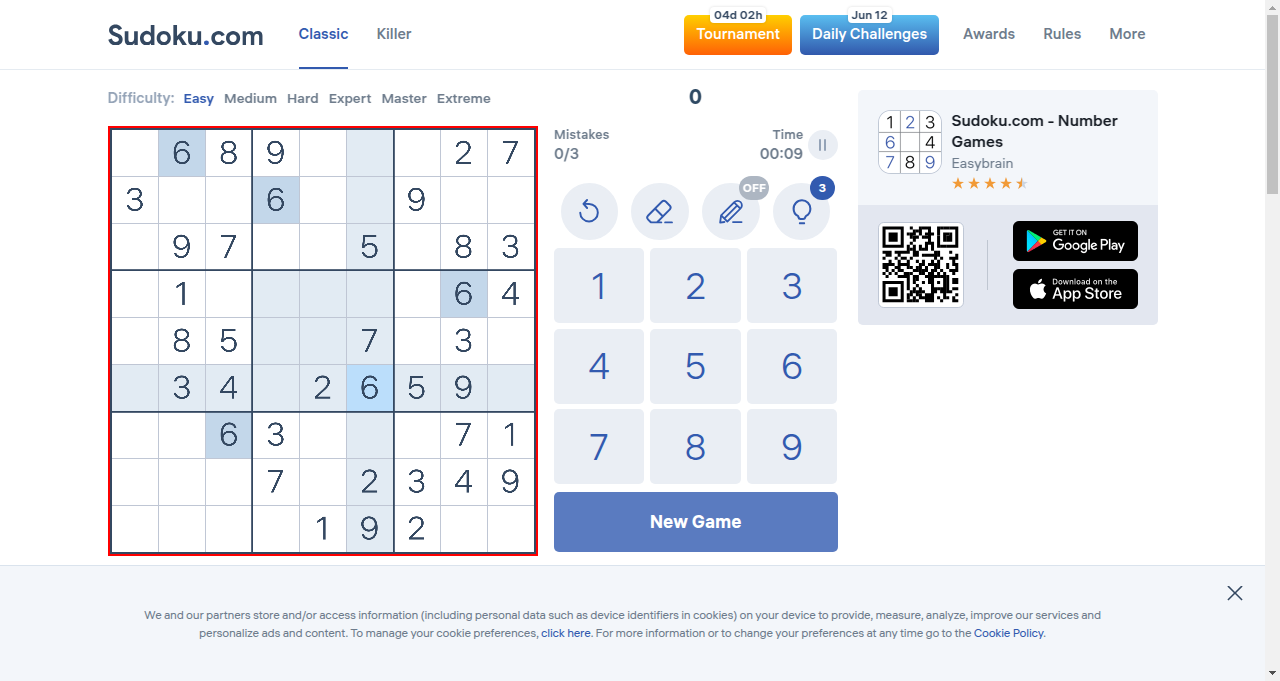 04d 02h Jun 12
Sudoku.com Classic Killer Tournament Daily Challenges Awards Rules More
Difficulty: Easy Medium Hard Expert Master Extreme
0
6 8 9 2 7
3 6 9
9 7 5 8 3
1 6 4
8 5 7 3
3 4 2 6 5 9
6 3 7 1
7 2 3 4 9
1 9 2
Mistakes Time
0/3 00:09
OFF 3
1 2 3
4 5 6
7 8 9
New Game
1 2 3
6 4
7 8 9
Sudoku.com - Number
Games
Easybrain
GET IT ON
Google Play
Download on the
App Store
We and our partners store and/or access information (including personal data such as device identifiers in cookies) on your device to provide, measure, analyze, improve our services and
personalize ads and content. To manage your cookie preferences, click here. For more information or to change your preferences at any time go to the Cookie Policy.